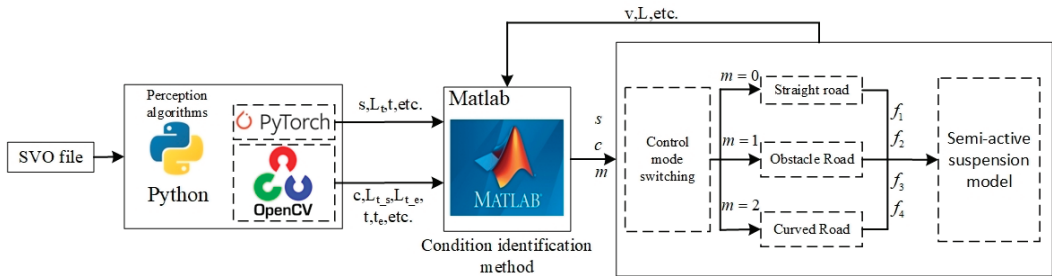 v,L,etc.
SVO file
Perception
algorithms
Python
PyTorch
OpenCV
s,Lt,t,etc.
c,Lt_s,Lt_e,
t,te,etc.
Matlab
MATLAB
Condition identification
method
s
c
m
Control
mode
switching
m = 0
Straight road
m = 1
Obstacle Road
m = 2
Curved Road
f1
f2
f3
f4
Semi-active
suspension
model